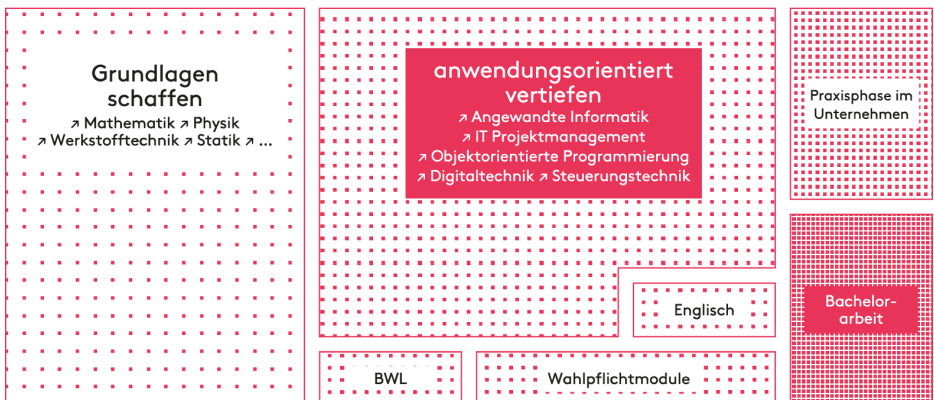 Grundlagen
schaffen
↗ Mathematik ↗ Physik
↗ Werkstofftechnik ↗ Statik ↗ ...
anwendungsorientiert
vertiefen
↗ Angewandte Informatik
↗ IT Projektmanagement
↗ Objektorientierte Programmierung
↗ Digitaltechnik ↗ Steuerungstechnik
Englisch
BWL
Wahlpflichtmodule
Praxisphase im
Unternehmen
Bachelor-
arbeit